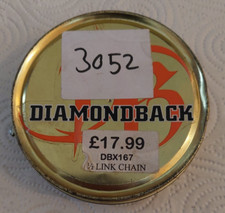 3052
DIAMONDBACK
£17.99
DBX167
½ LINK CHAIN